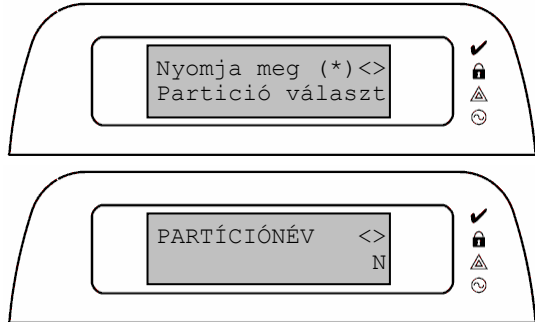 Nyomja meg (*)<>
Partició választ
PARTÍCIÓNÉV <>
N